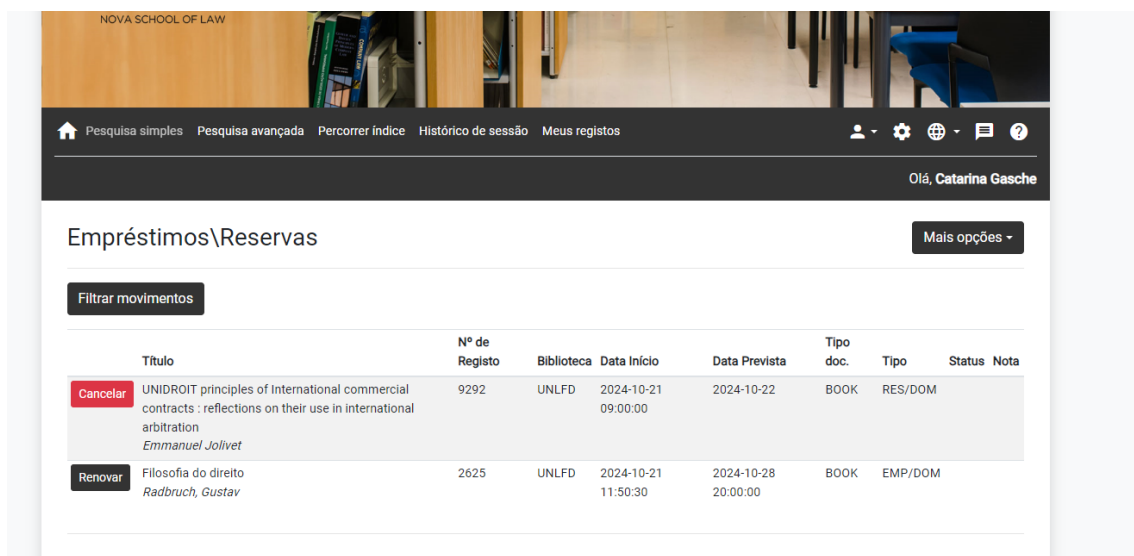 NOVA SCHOOL OF LAW
Pesquisa simples Pesquisa avançada Percorrer índice Histórico de sessão Meus registos
Olá, Catarina Gasche
Empréstimos\Reservas
Mais opções
Filtrar movimentos
Título Nº de Registo Biblioteca Data Início Data Prevista Tipo doc. Tipo Status Nota
Cancelar UNIDROIT principles of International commercial 9292 UNLFD 2024-10-21 2024-10-22 BOOK RES/DOM
contracts : reflections on their use in international 09:00:00
arbitration
Emmanuel Jolivet
Renovar Filosofia do direito 2625 UNLFD 2024-10-21 2024-10-28 BOOK EMP/DOM
Radbruch, Gustav 11:50:30 20:00:00